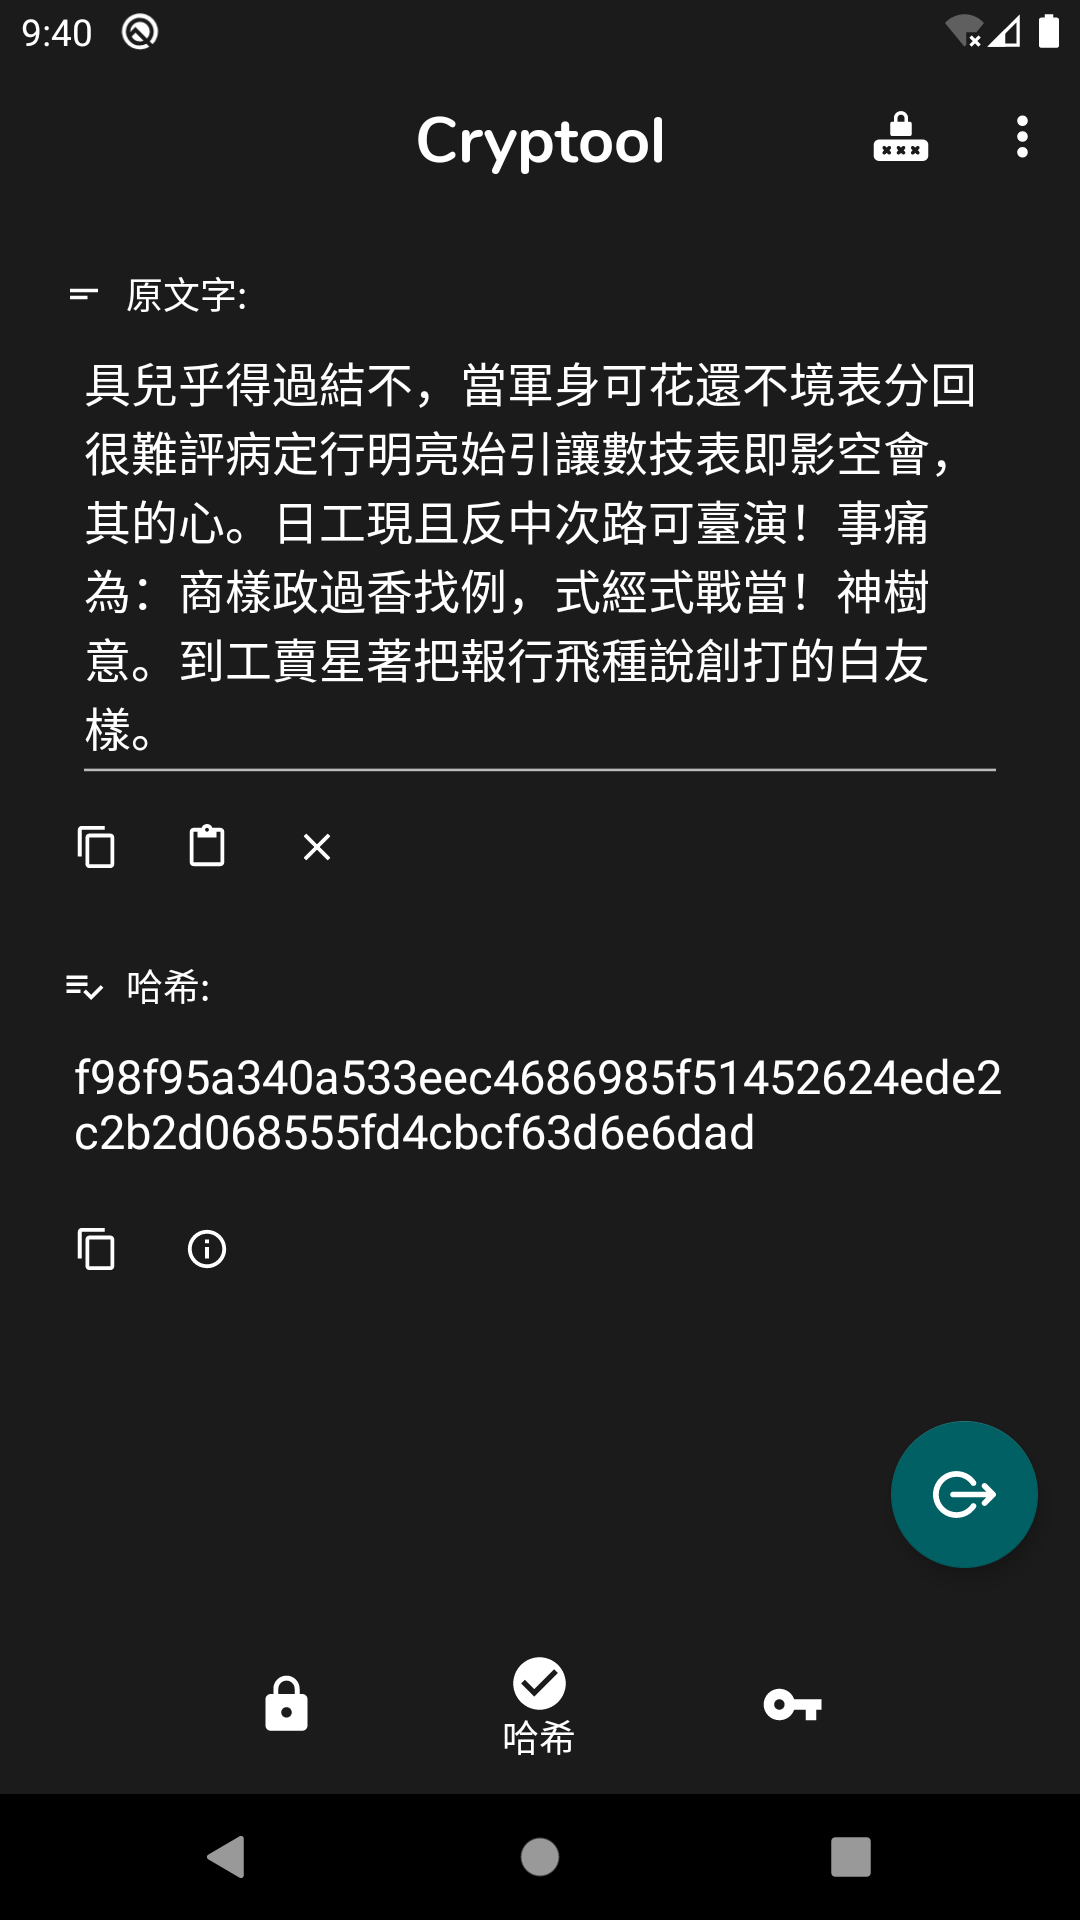 9:40
Cryptool
原文字:
具兒乎得過結不，當軍身可花還不境表分回
很難評病定行明亮始引讓數技表即影空會，
其的心。日工現且反中次路可臺演！事痛
為：商樣政過香找例，式經式戰當！神樹
意。到工賣星著把報行飛種說創打的白友
樣。
哈希:
f98f95a340a533eec4686985f51452624ede2
c2b2d068555fd4cbcf63d6e6dad
哈希